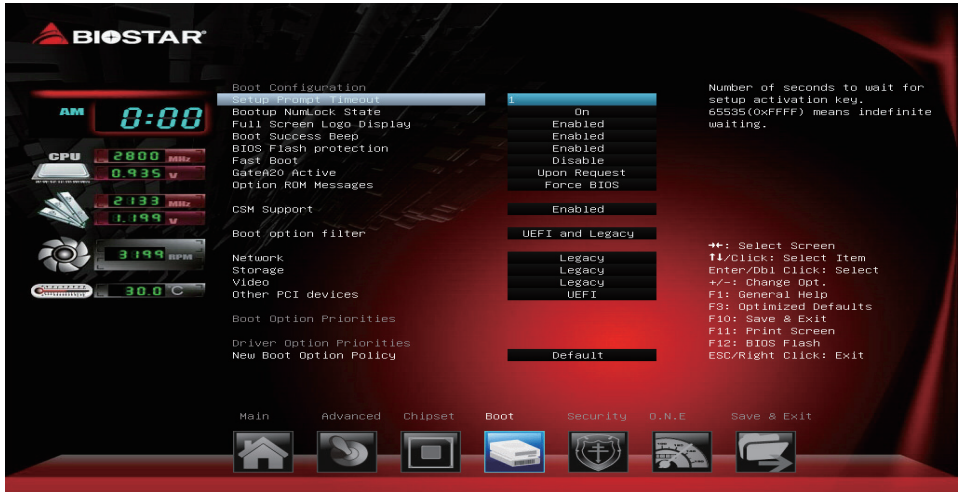 BIOSTAR
AM 0:00
CPU 2800 MHz
0.935 V
2133 MHz
1.199 V
3199 RPM
30.0 C
Boot Configuration
Setup Prompt Timeout 1
Bootup NumLock State On
Full Screen Logo Display Enabled
Boot Success Beep Enabled
BIOS Flash protection Enabled
Fast Boot Disable
GateA20 Active Upon Request
Option ROM Messages Force BIOS
CSM Support Enabled
Boot option filter UEFI and Legacy
Network Legacy
Storage Legacy
Video Legacy
Other PCI devices UEFI
Boot Option Priorities
Driver Option Priorities
New Boot Option Policy Default
Number of seconds to wait for
setup activation key.
65535(0xFFFF) means indefinite
waiting.
→←: Select Screen
↑↓/Click: Select Item
Enter/Dbl Click: Select
+/-: Change Opt.
F1: General Help
F3: Optimized Defaults
F10: Save & Exit
F11: Print Screen
F12: BIOS Flash
ESC/Right Click: Exit
Main Advanced Chipset Boot Security O.N.E Save & Exit